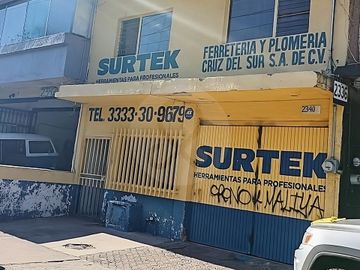 SURTEK
HERRAMIENTAS PARA PROFESIONALES
FERRETERIA Y PLOMERIA
CRUZ DEL SUR S.A. DE C.V.
2338
TEL. 3333-30-9679
2340
SURTEK
HERRAMIENTAS PARA PROFESIONALES